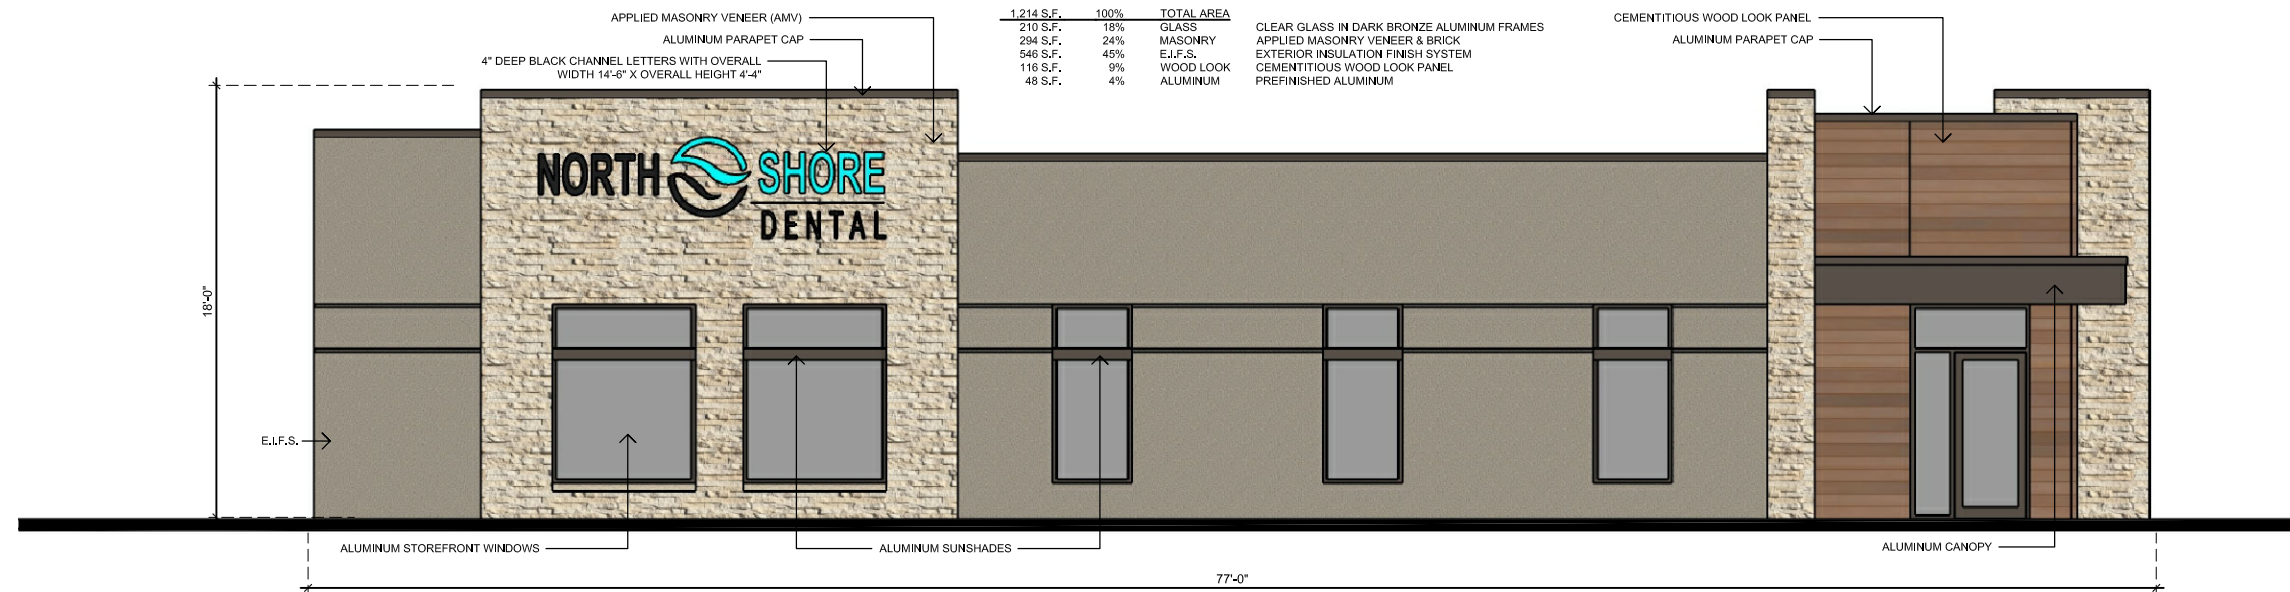 APPLIED MASONRY VENEER (AMV)
ALUMINUM PARAPET CAP
4" DEEP BLACK CHANNEL LETTERS WITH OVERALL
WIDTH 14'-6" X OVERALL HEIGHT 4'-4"
1,214 S.F. 100% TOTAL AREA
210 S.F. 18% GLASS CLEAR GLASS IN DARK BRONZE ALUMINUM FRAMES
294 S.F. 24% MASONRY APPLIED MASONRY VENEER & BRICK
546 S.F. 45% E.I.F.S. EXTERIOR INSULATION FINISH SYSTEM
116 S.F. 9% WOOD LOOK CEMENTITIOUS WOOD LOOK PANEL
48 S.F. 4% ALUMINUM PREFINISHED ALUMINUM
CEMENTITIOUS WOOD LOOK PANEL
ALUMINUM PARAPET CAP
NORTH SHORE
DENTAL
18'-0"
E.I.F.S.
ALUMINUM STOREFRONT WINDOWS
ALUMINUM SUNSHADES
ALUMINUM CANOPY
77'-0"